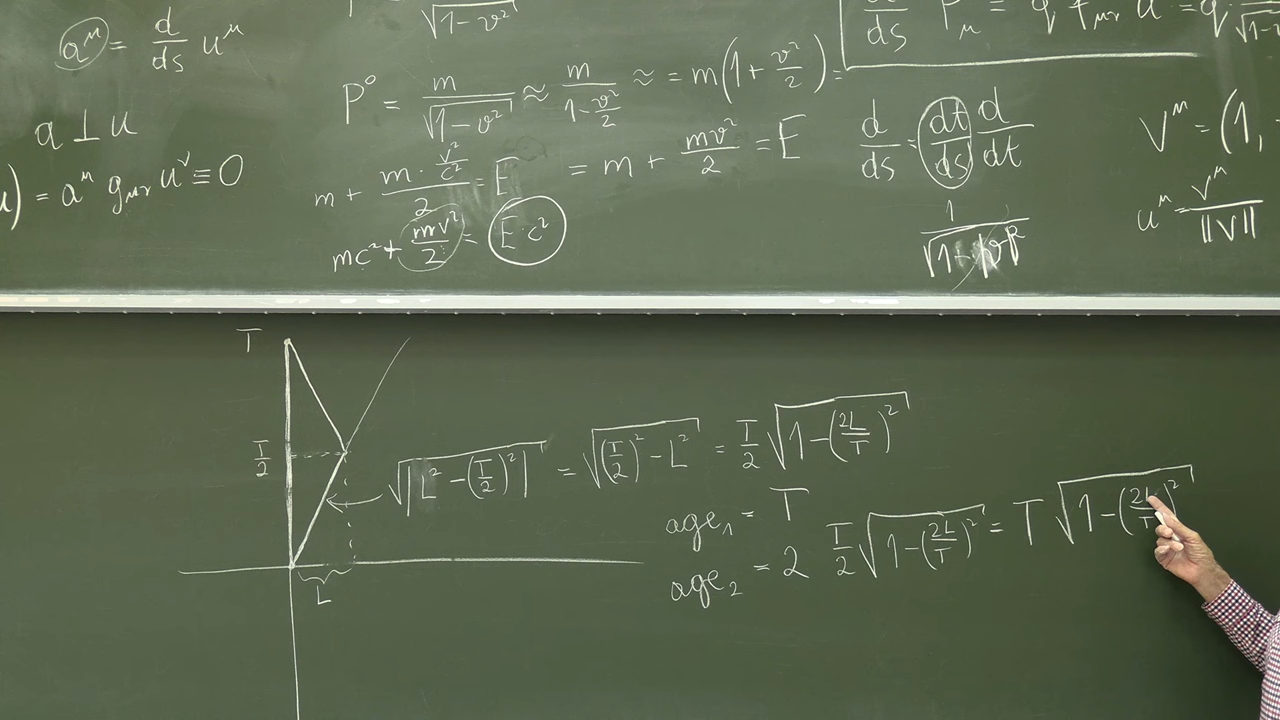 √1-v²
d/ds P_μ = q F_μν u = q · √1-v
a^μ = d/ds u^μ
P⁰ = m/√1-v² ≈ m/(1-v²/2) ≈ = m(1+v²/2) =
a ⊥ u
m + (m·v²/c²)/2 = E
= m + mv²/2 = E
d/ds = dt/ds d/dt
V^μ = (1,
) = a^μ g_μν u^ν ≡ 0
mc² + mv²/2 = E·c²
1/√1-
u^μ = V^μ/||V||
T
T/2
√|L²-(T/2)²| = √(T/2)²-L² = T/2 √1-(2L/T)²
age₁ = T
age₂ = 2 T/2 √1-(2L/T)² = T √1-(2L/T)²
L